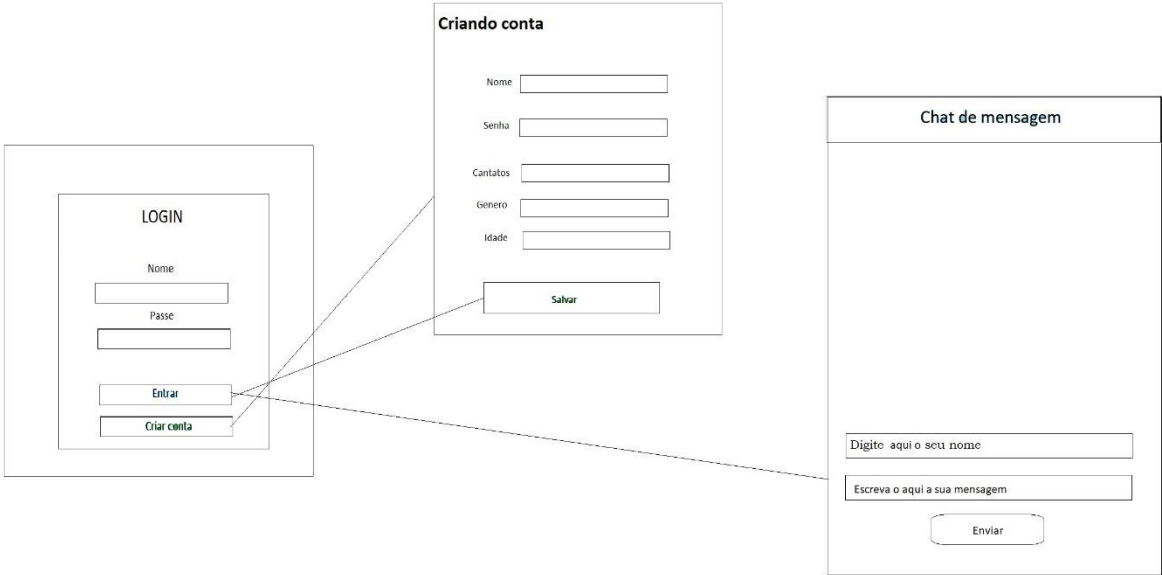 LOGIN
Nome
Passe
Entrar
Criar conta
Criando conta
Nome
Senha
Cantatos
Genero
Idade
Salvar
Chat de mensagem
Digite aqui o seu nome
Escreva o aqui a sua mensagem
Enviar